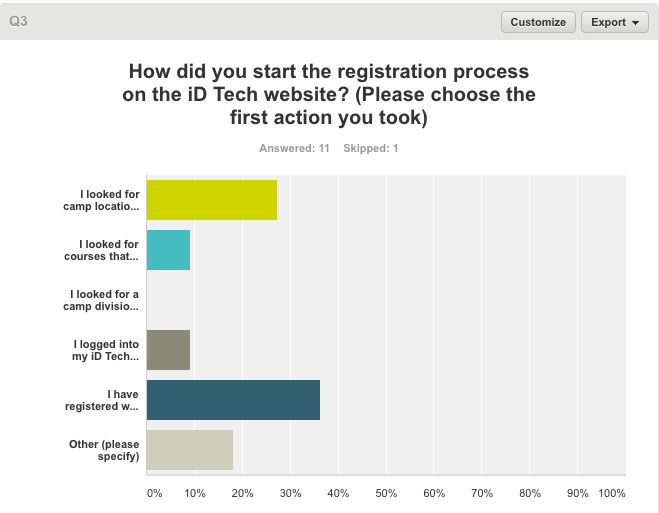 Q3
Customize
Export
How did you start the registration process
on the iD Tech website? (Please choose the
first action you took)
Answered: 11 Skipped: 1
I looked for
camp locatio...
I looked for
courses that...
I looked for a
camp divisio...
I logged into
my iD Tech...
I have
registered w...
Other (please
specify)
0% 10% 20% 30% 40% 50% 60% 70% 80% 90% 100%